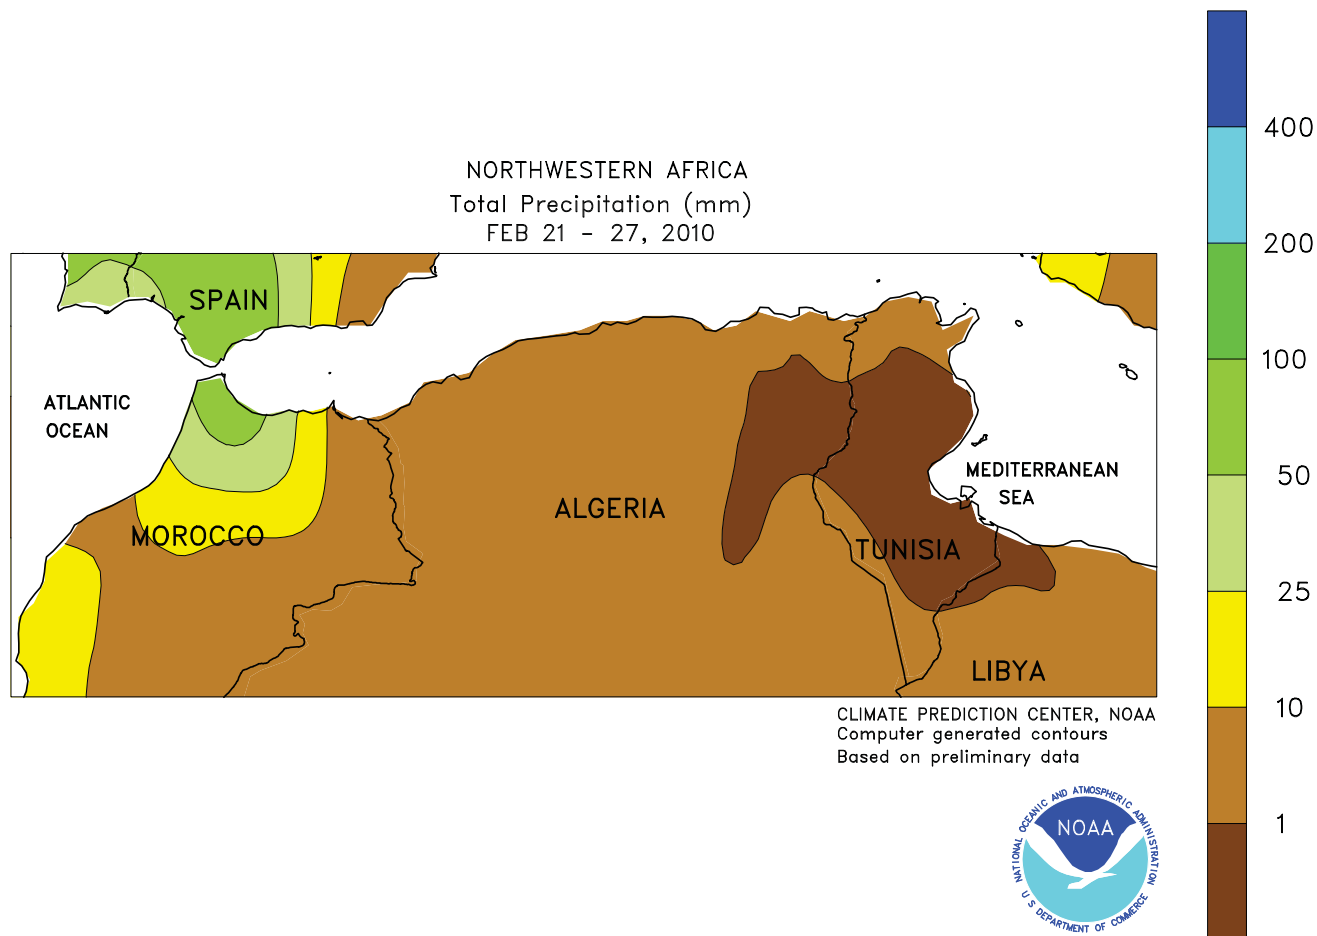 NORTHWESTERN AFRICA
Total Precipitation (mm)
FEB 21 - 27, 2010
400
200
100
50
25
10
1
SPAIN
ATLANTIC
OCEAN
MEDITERRANEAN
SEA
MOROCCO
ALGERIA
TUNISIA
LIBYA
CLIMATE PREDICTION CENTER, NOAA
Computer generated contours
Based on preliminary data
NATIONAL OCEANIC AND ATMOSPHERIC ADMINISTRATION
NOAA
U S DEPARTMENT OF COMMERCE